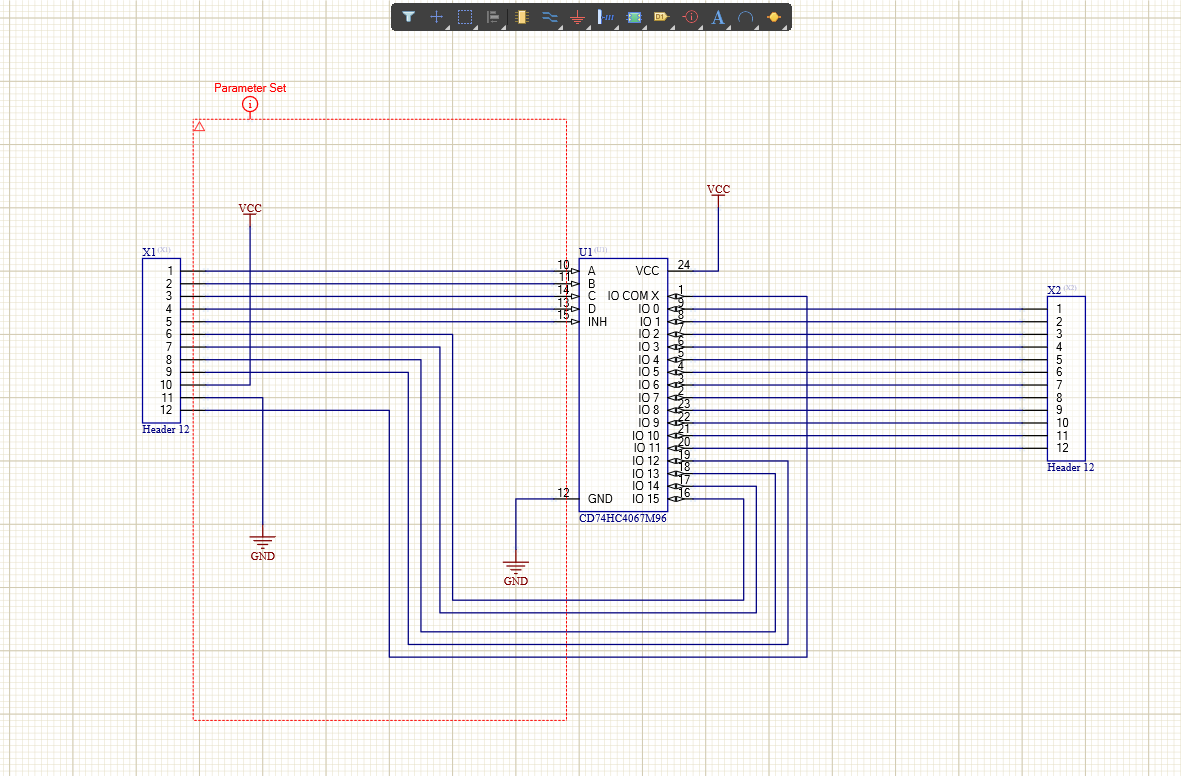 Parameter Set
VCC
VCC
X1 (X1)
1
2
3
4
5
6
7
8
9
10
11
12
Header 12
GND
U1 (U1)
10 A VCC 24
11 B
14 C IO COM X 1
13 D IO 0 9
15 INH IO 1 8
IO 2 7
IO 3 6
IO 4 5
IO 5 4
IO 6 3
IO 7 2
IO 8 23
IO 9 22
IO 10 21
IO 11 20
IO 12 19
IO 13 18
IO 14 17
12 GND IO 15 16
CD74HC4067M96
GND
X2 (X2)
1
2
3
4
5
6
7
8
9
10
11
12
Header 12